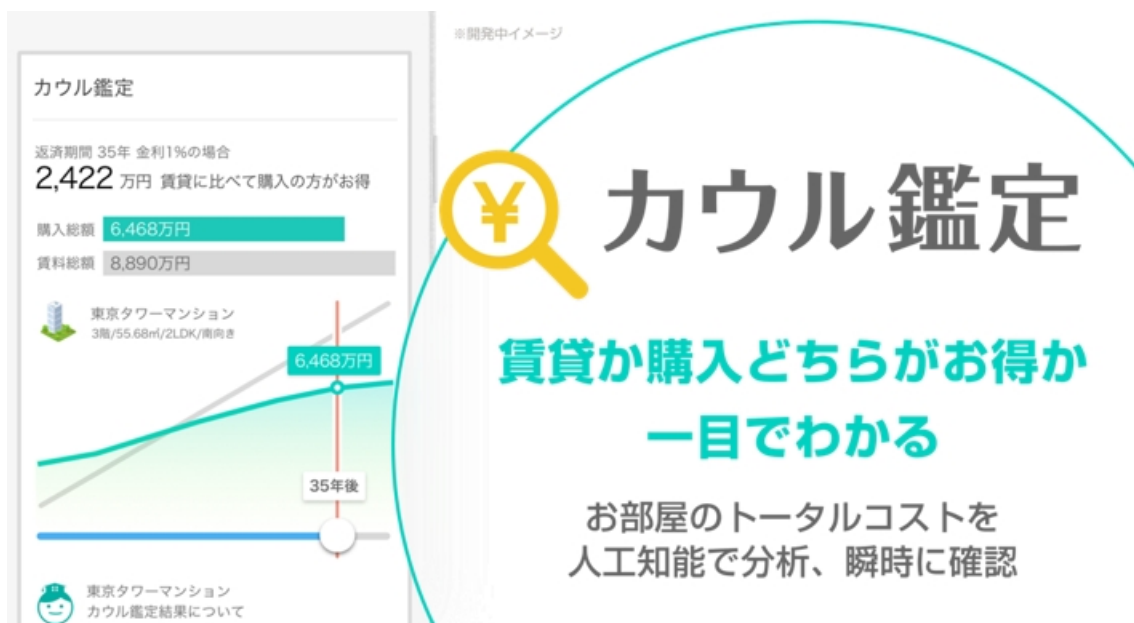 ※開発中イメージ
カウル鑑定
返済期間 35年 金利1%の場合
2,422 万円 賃貸に比べて購入の方がお得
購入総額 6,468万円
賃料総額 8,890万円
東京タワーマンション
3階/55.68㎡/2LDK/南向き
6,468万円
35年後
東京タワーマンション
カウル鑑定結果について
¥
カウル鑑定
賃貸か購入どちらがお得か
一目でわかる
お部屋のトータルコストを
人工知能で分析、瞬時に確認